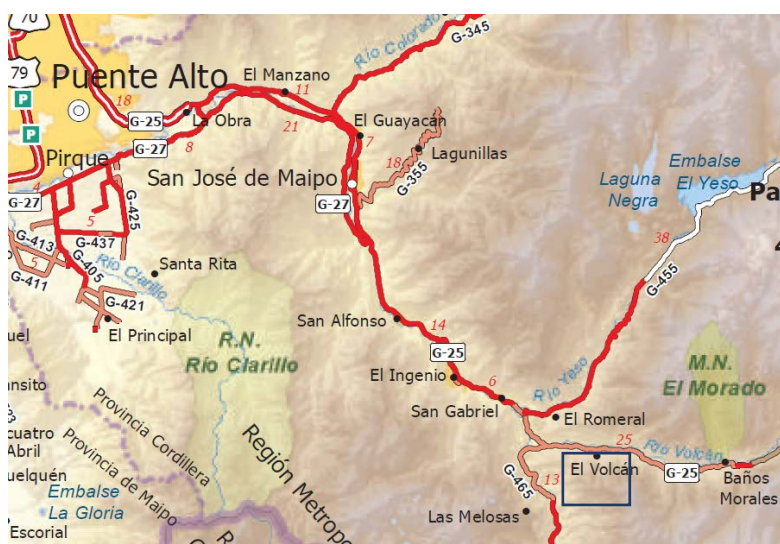 70
79
P
P
Puente Alto
18
G-25
La Obra
El Manzano
11
Río Colorado
G-345
21
El Guayacán
7
8
G-27
Pirque
4
G-27
G-425
5
G-437
G-413
5
G-411
G-405
G-421
El Principal
Río Clarillo
Santa Rita
San José de Maipo
G-27
18
G-355
Lagunillas
Laguna
Negra
Embalse
El Yeso
Pa
38
G-455
R.N.
Río Clarillo
San Alfonso
14
G-25
El Ingenio
6
San Gabriel
Río Yeso
El Romeral
M.N.
El Morado
25
Río Volcán
G-25
Baños
Morales
El Volcán
13
G-465
Las Melosas
Provincia Cordillera
Provincia de Maipo
Región Metropo
uel
ánsito
cuatro
Abril
uelquén
Embalse
La Gloria
Escorial